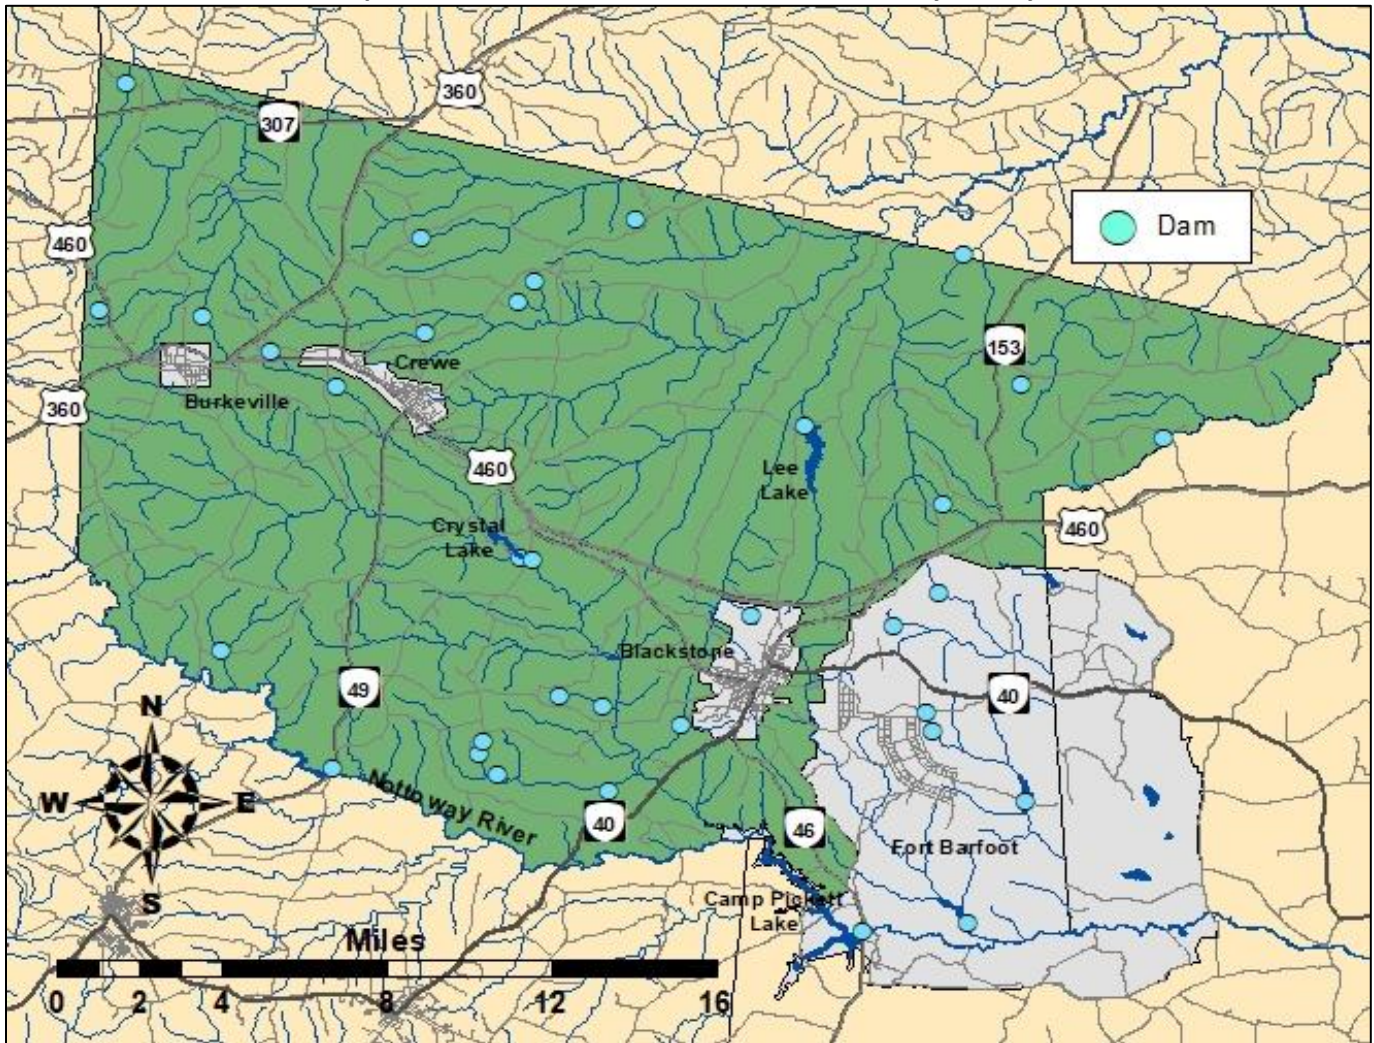 360
307
460
Dam
153
Crewe
Burkeville
360
460
Lee
Lake
460
Crystal
Lake
Blackstone
49
40
N
W
E
S
Nottoway River
40
46
Fort Barfoot
Camp Pickett
Lake
Miles
0 2 4 8 12 16